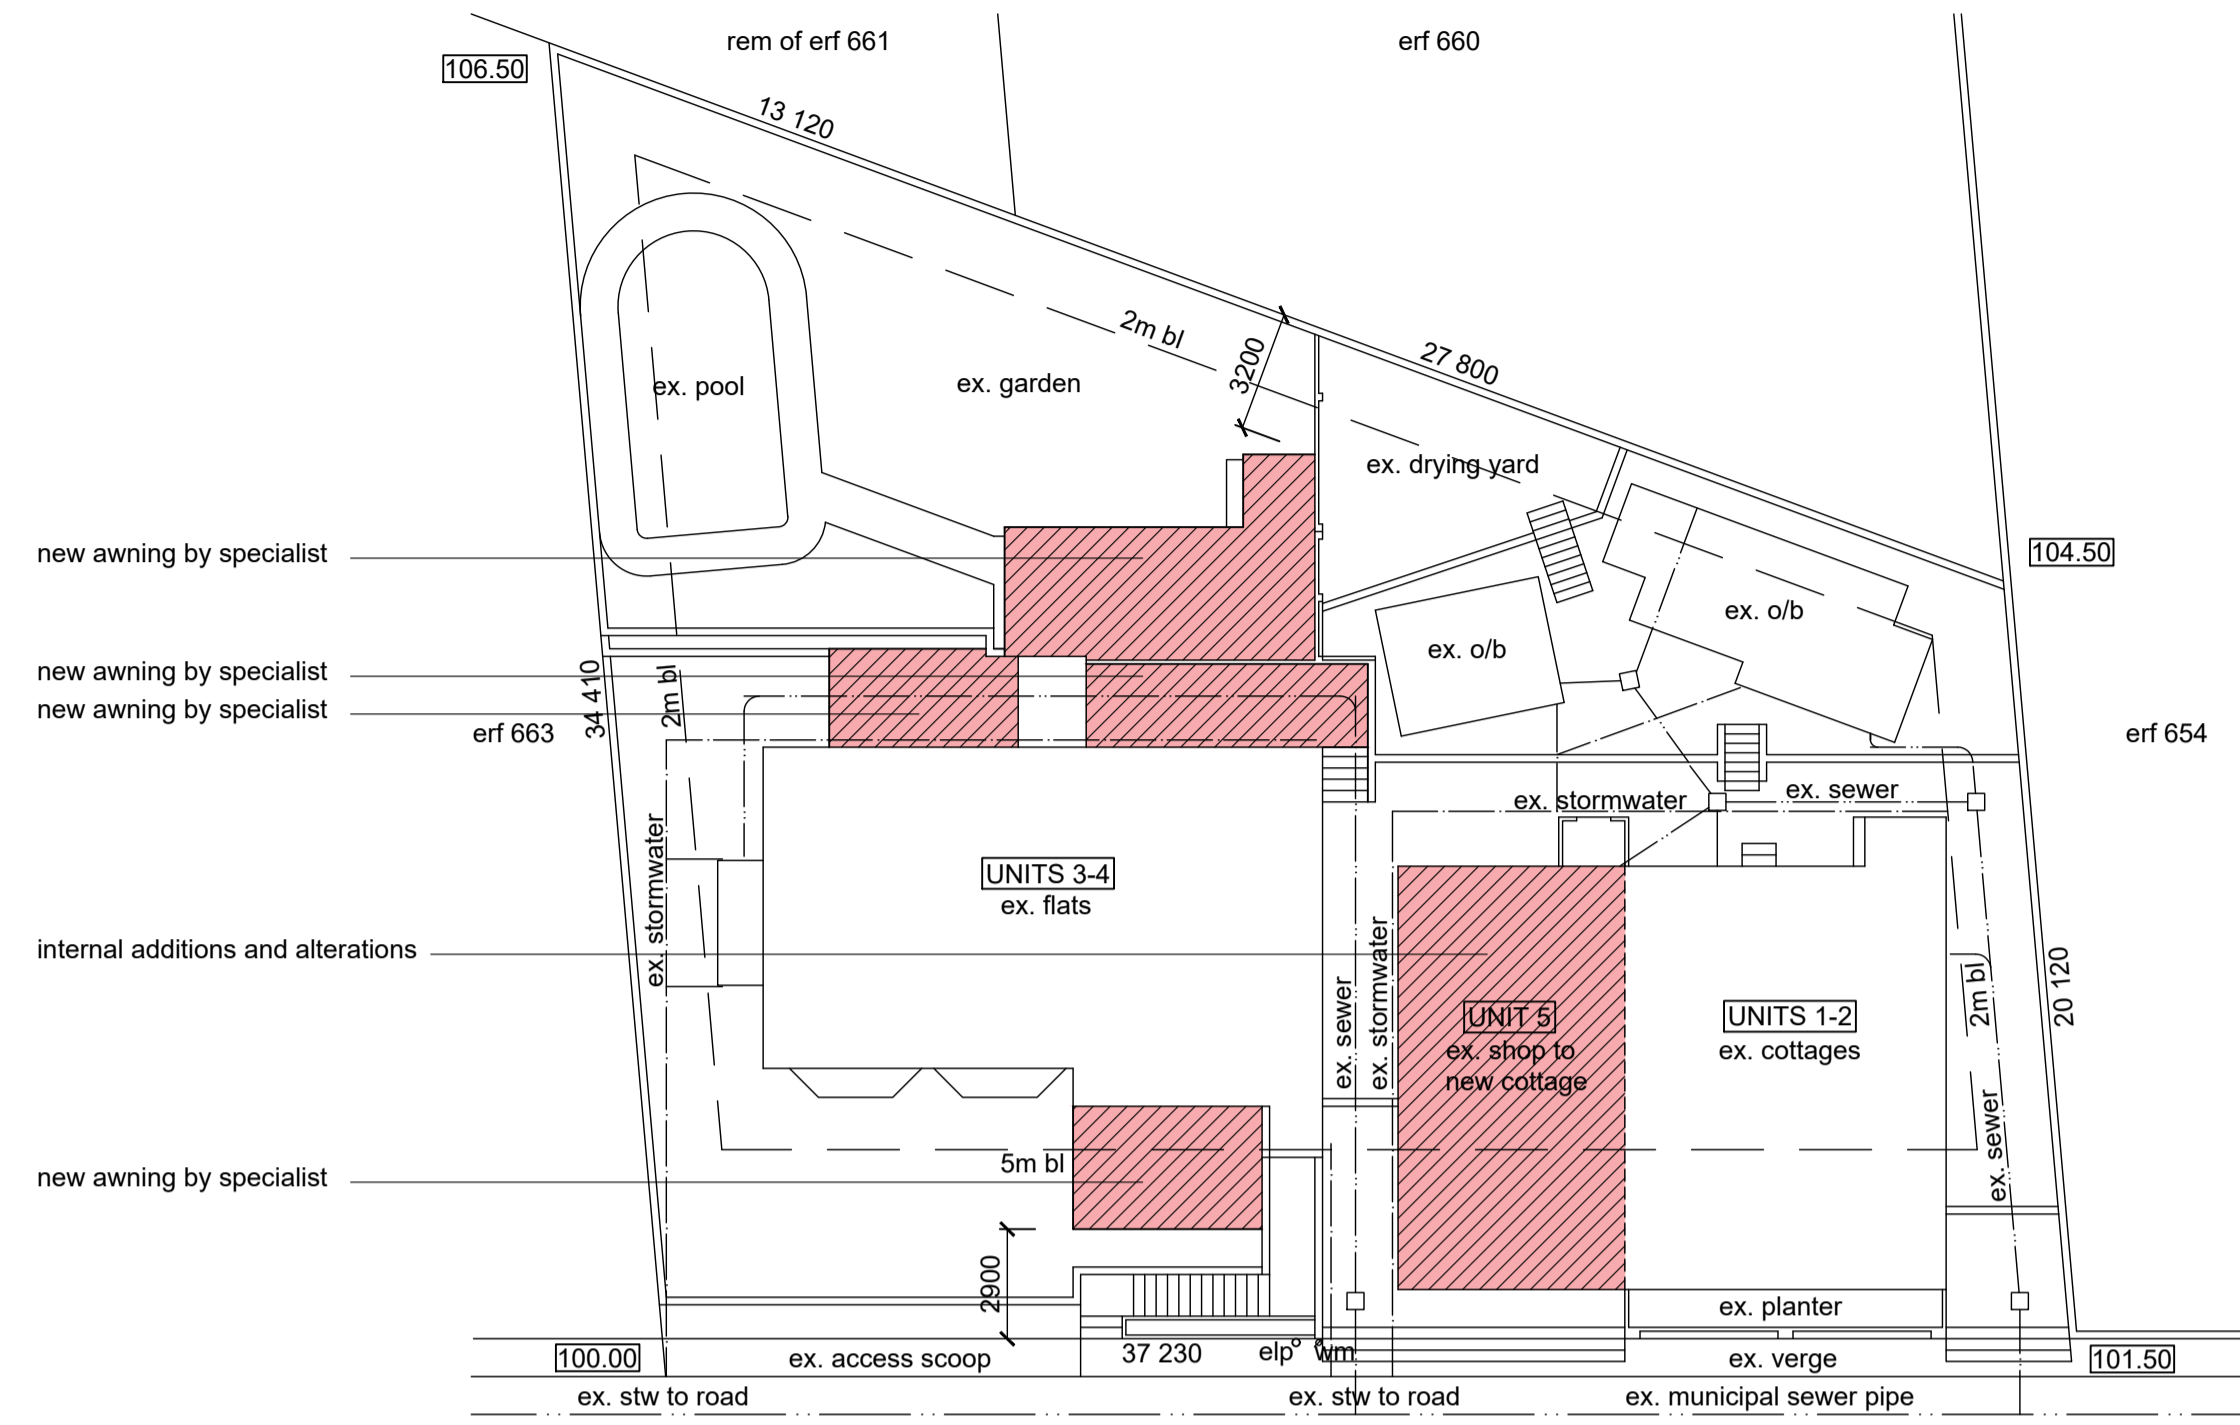 rem of erf 661
erf 660
106.50
13 120
2m bl
3200
27 800
ex. pool
ex. garden
ex. drying yard
new awning by specialist
104.50
ex. o/b
ex. o/b
new awning by specialist
new awning by specialist
34 410
2m bl
erf 663
erf 654
ex. stormwater
ex. sewer
UNITS 3-4
ex. flats
ex. stormwater
internal additions and alterations
ex. sewer
ex. stormwater
UNIT 5
ex. shop to
new cottage
UNITS 1-2
ex. cottages
2m bl
20 120
ex. sewer
5m bl
new awning by specialist
2900
ex. planter
100.00
ex. access scoop
37 230
elp
wm
ex. verge
101.50
ex. stw to road
ex. stw to road
ex. municipal sewer pipe